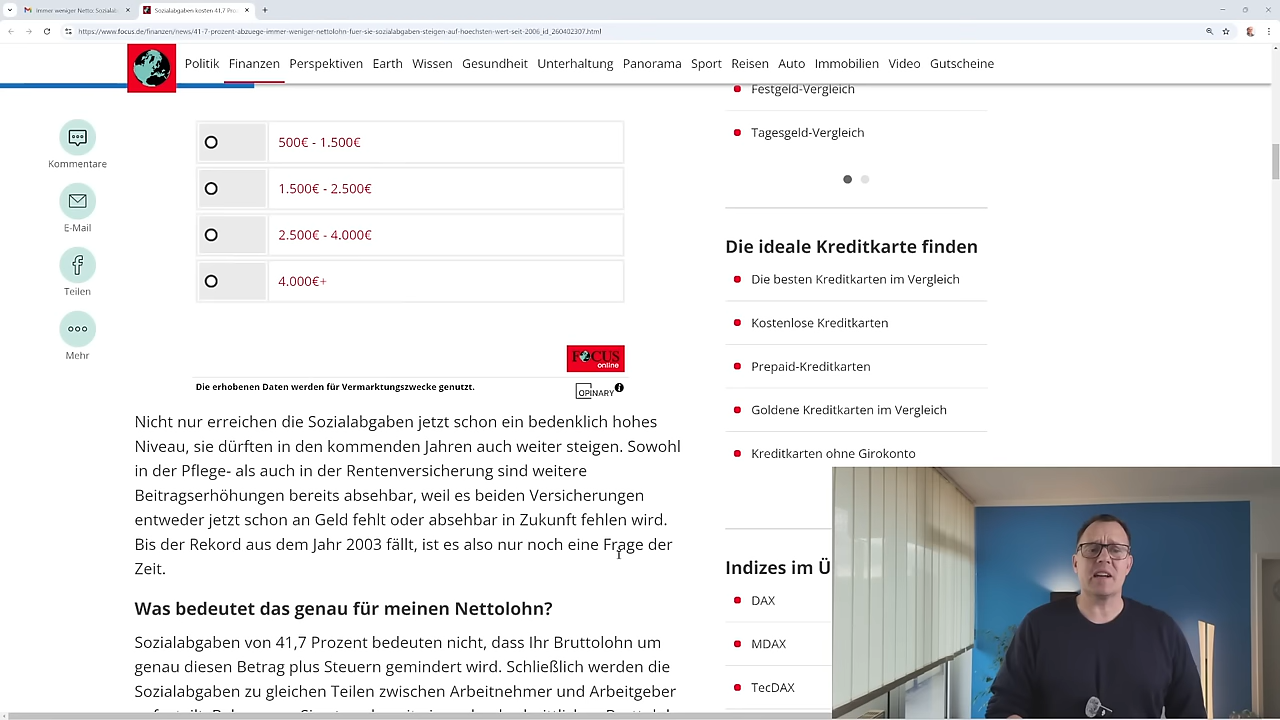 Immer weniger Netto: Sozialab
Sozialabgaben kosten 41,7 Pro
https://www.focus.de/finanzen/news/41-7-prozent-abzuege-immer-weniger-nettolohn-fuer-sie-sozialabgaben-steigen-auf-hoechsten-wert-seit-2006_id_260402307.html
Politik Finanzen Perspektiven Earth Wissen Gesundheit Unterhaltung Panorama Sport Reisen Auto Immobilien Video Gutscheine
Kommentare
E-Mail
Teilen
Mehr
500€ - 1.500€
1.500€ - 2.500€
2.500€ - 4.000€
4.000€+
FOCUS
online
Die erhobenen Daten werden für Vermarktungszwecke genutzt.
OPINARY
Nicht nur erreichen die Sozialabgaben jetzt schon ein bedenklich hohes
Niveau, sie dürften in den kommenden Jahren auch weiter steigen. Sowohl
in der Pflege- als auch in der Rentenversicherung sind weitere
Beitragserhöhungen bereits absehbar, weil es beiden Versicherungen
entweder jetzt schon an Geld fehlt oder absehbar in Zukunft fehlen wird.
Bis der Rekord aus dem Jahr 2003 fällt, ist es also nur noch eine Frage der
Zeit.
Was bedeutet das genau für meinen Nettolohn?
Sozialabgaben von 41,7 Prozent bedeuten nicht, dass Ihr Bruttolohn um
genau diesen Betrag plus Steuern gemindert wird. Schließlich werden die
Sozialabgaben zu gleichen Teilen zwischen Arbeitnehmer und Arbeitgeber
Festgeld-Vergleich
Tagesgeld-Vergleich
Die ideale Kreditkarte finden
Die besten Kreditkarten im Vergleich
Kostenlose Kreditkarten
Prepaid-Kreditkarten
Goldene Kreditkarten im Vergleich
Kreditkarten ohne Girokonto
Indizes im Ü
DAX
MDAX
TecDAX